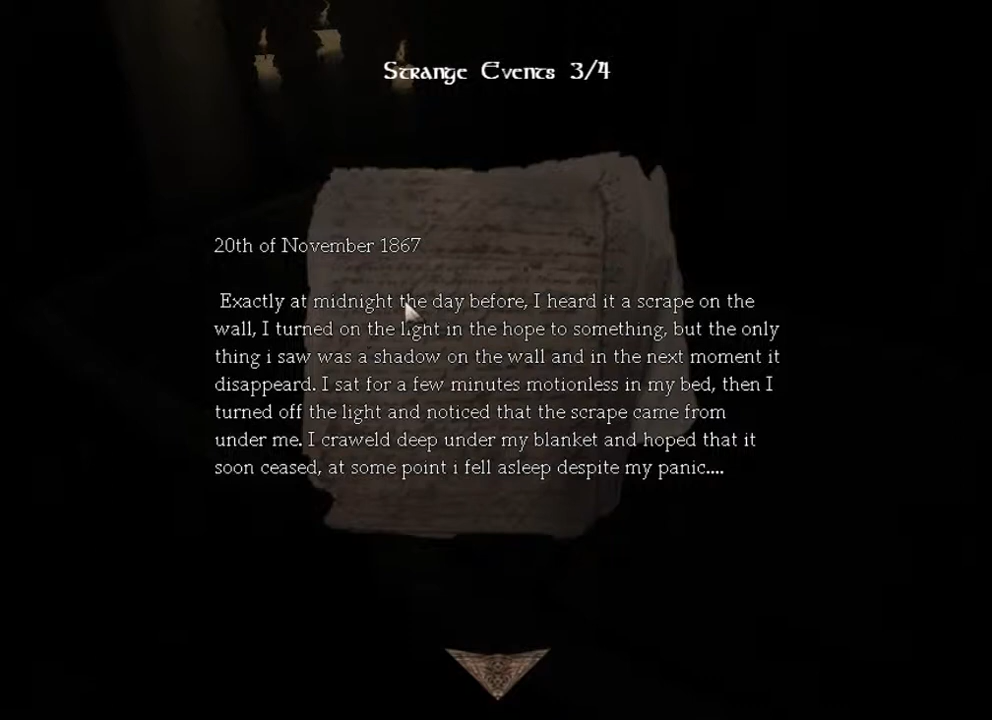 Strange Events 3/4
20th of November 1867
Exactly at midnight the day before, I heard it a scrape on the
wall, I turned on the light in the hope to something, but the only
thing i saw was a shadow on the wall and in the next moment it
disappeard. I sat for a few minutes motionless in my bed, then I
turned off the light and noticed that the scrape came from
under me. I craweld deep under my blanket and hoped that it
soon ceased, at some point i fell asleep despite my panic....